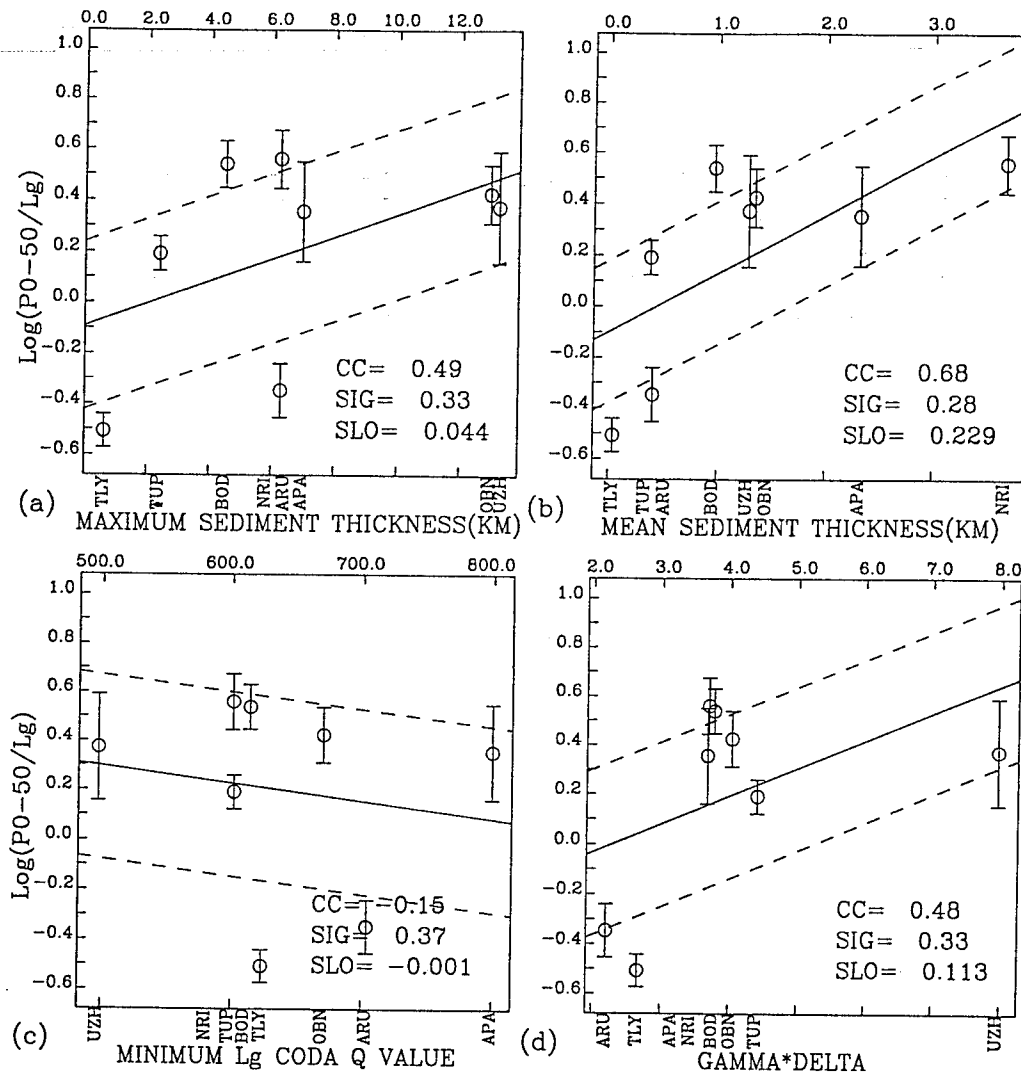 0.0 2.0 4.0 6.0 8.0 10.0 12.0
1.0
0.8
0.6
0.4
0.2
0.0
-0.2
-0.4
-0.6
Log(P0-50/Lg)
CC= 0.49
SIG= 0.33
SLO= 0.044
TLY TUP BOD NRI ARU APA OBN UZH
(a) MAXIMUM SEDIMENT THICKNESS(KM)
0.0 1.0 2.0 3.0
1.0
0.8
0.6
0.4
0.2
0.0
-0.2
-0.4
-0.6
CC= 0.68
SIG= 0.28
SLO= 0.229
TLY TUP ARU BOD UZH OBN APA NRI
(b) MEAN SEDIMENT THICKNESS(KM)
500.0 600.0 700.0 800.0
1.0
0.8
0.6
0.4
0.2
0.0
-0.2
-0.4
-0.6
Log(P0-50/Lg)
CC= -0.15
SIG= 0.37
SLO= -0.001
UZH NRI TUP BOD TLY OBN ARU APA
(c) MINIMUM Lg CODA Q VALUE
2.0 3.0 4.0 5.0 6.0 7.0 8.0
1.0
0.8
0.6
0.4
0.2
0.0
-0.2
-0.4
-0.6
CC= 0.48
SIG= 0.33
SLO= 0.113
ARU TLY APA NRI BOD OBN TUP UZH
(d) GAMMA*DELTA